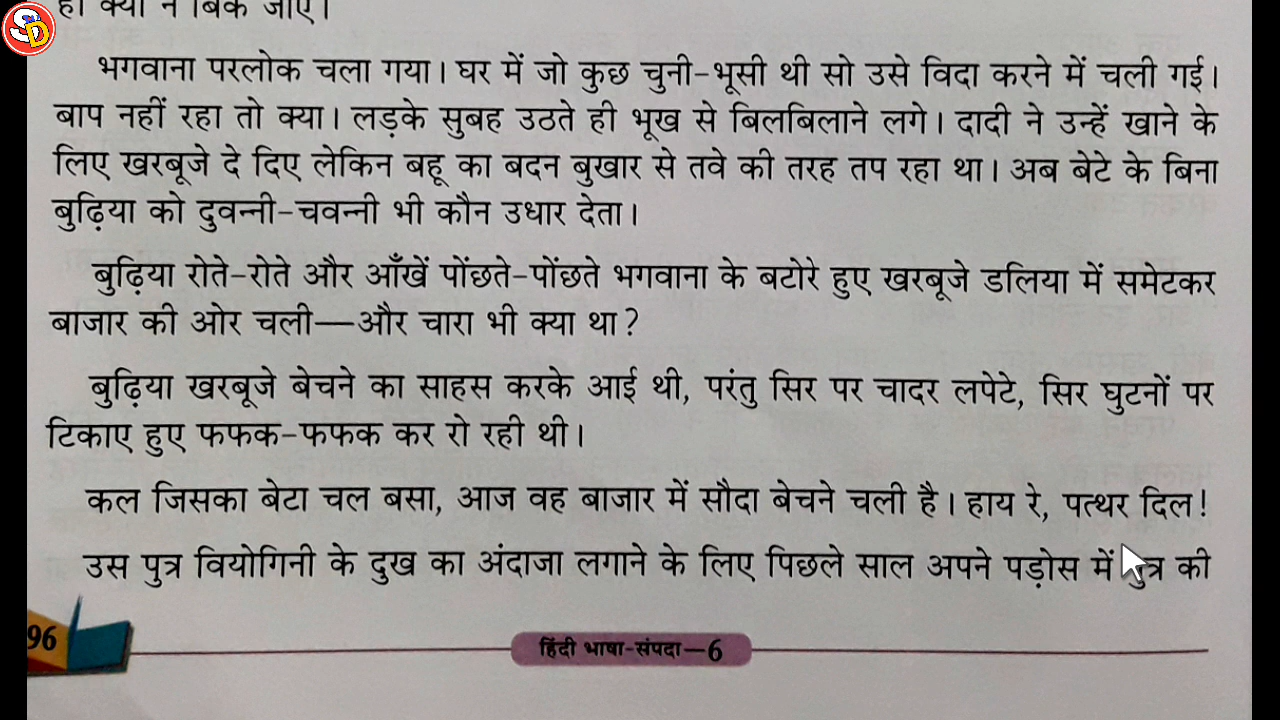 ही क्यों न बिक जाए।
भगवाना परलोक चला गया। घर में जो कुछ चुनी-भूसी थी सो उसे विदा करने में चली गई।
बाप नहीं रहा तो क्या। लड़के सुबह उठते ही भूख से बिलबिलाने लगे। दादी ने उन्हें खाने के
लिए खरबूजे दे दिए लेकिन बहू का बदन बुखार से तवे की तरह तप रहा था। अब बेटे के बिना
बुढ़िया को दुवन्नी-चवन्नी भी कौन उधार देता।
बुढ़िया रोते-रोते और आँखें पोंछते-पोंछते भगवाना के बटोरे हुए खरबूजे डलिया में समेटकर
बाजार की ओर चली—और चारा भी क्या था?
बुढ़िया खरबूजे बेचने का साहस करके आई थी, परंतु सिर पर चादर लपेटे, सिर घुटनों पर
टिकाए हुए फफक-फफक कर रो रही थी।
कल जिसका बेटा चल बसा, आज वह बाजार में सौदा बेचने चली है। हाय रे, पत्थर दिल!
उस पुत्र वियोगिनी के दुख का अंदाजा लगाने के लिए पिछले साल अपने पड़ोस में पुत्र की
96
हिंदी भाषा-संपदा—6
SD